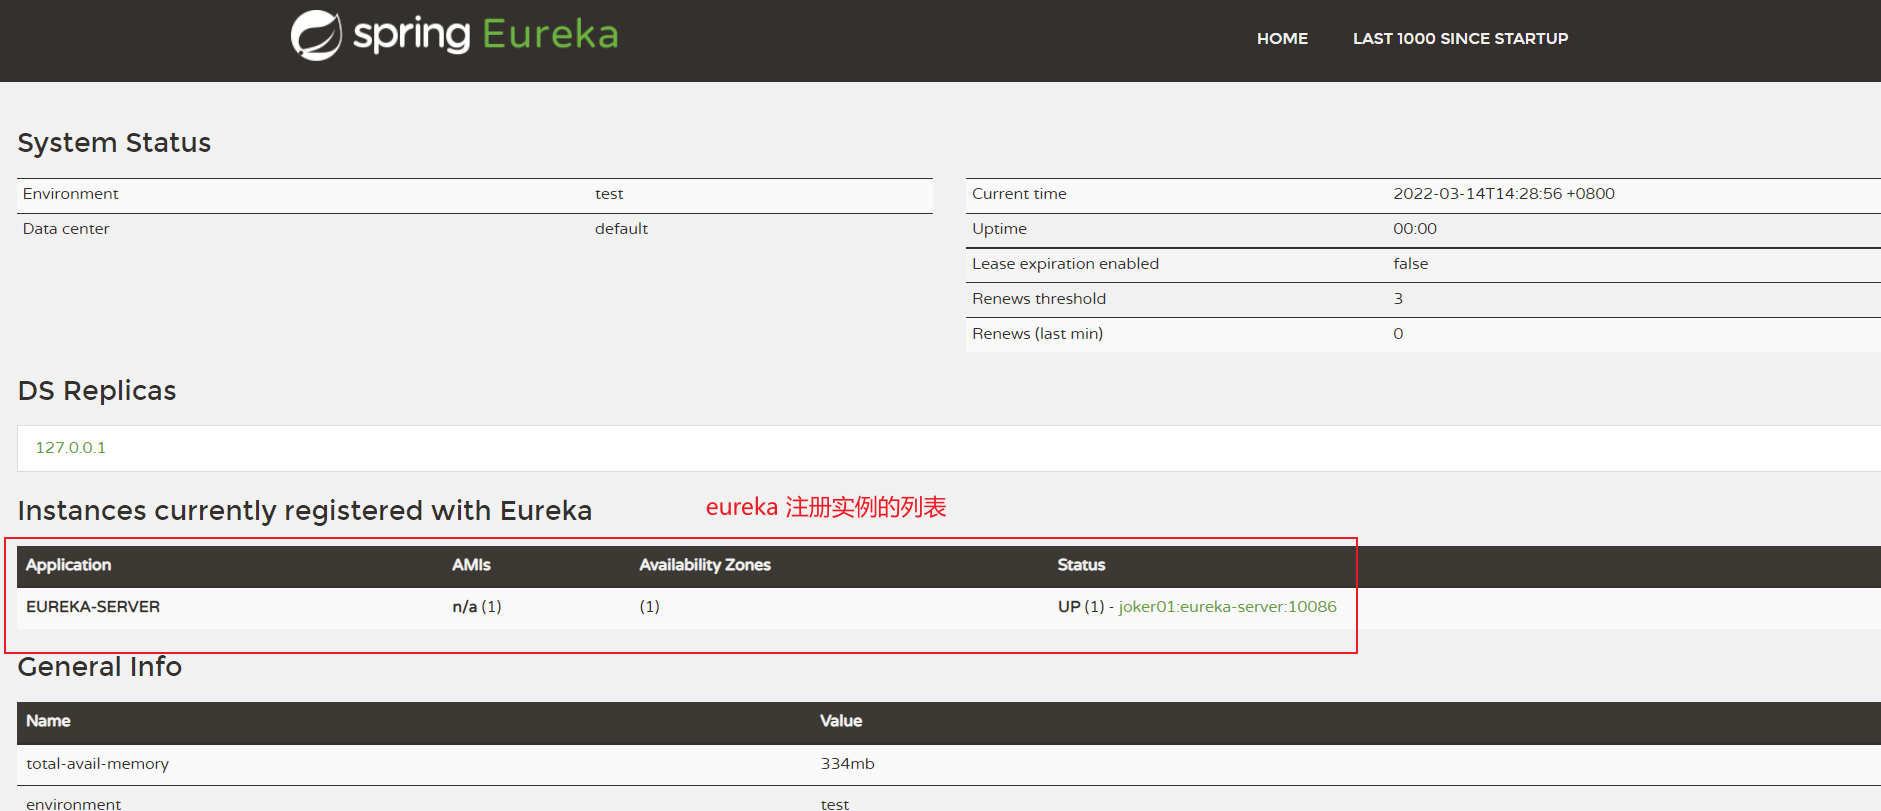 spring Eureka
HOME LAST 1000 SINCE STARTUP
System Status
Environment test
Data center default
Current time 2022-03-14T14:28:56 +0800
Uptime 00:00
Lease expiration enabled false
Renews threshold 3
Renews (last min) 0
DS Replicas
127.0.0.1
Instances currently registered with Eureka
eureka 注册实例的列表
Application AMIs Availability Zones Status
EUREKA-SERVER n/a (1) (1) UP (1) - joker01:eureka-server:10086
General Info
Name Value
total-avail-memory 334mb
environment test